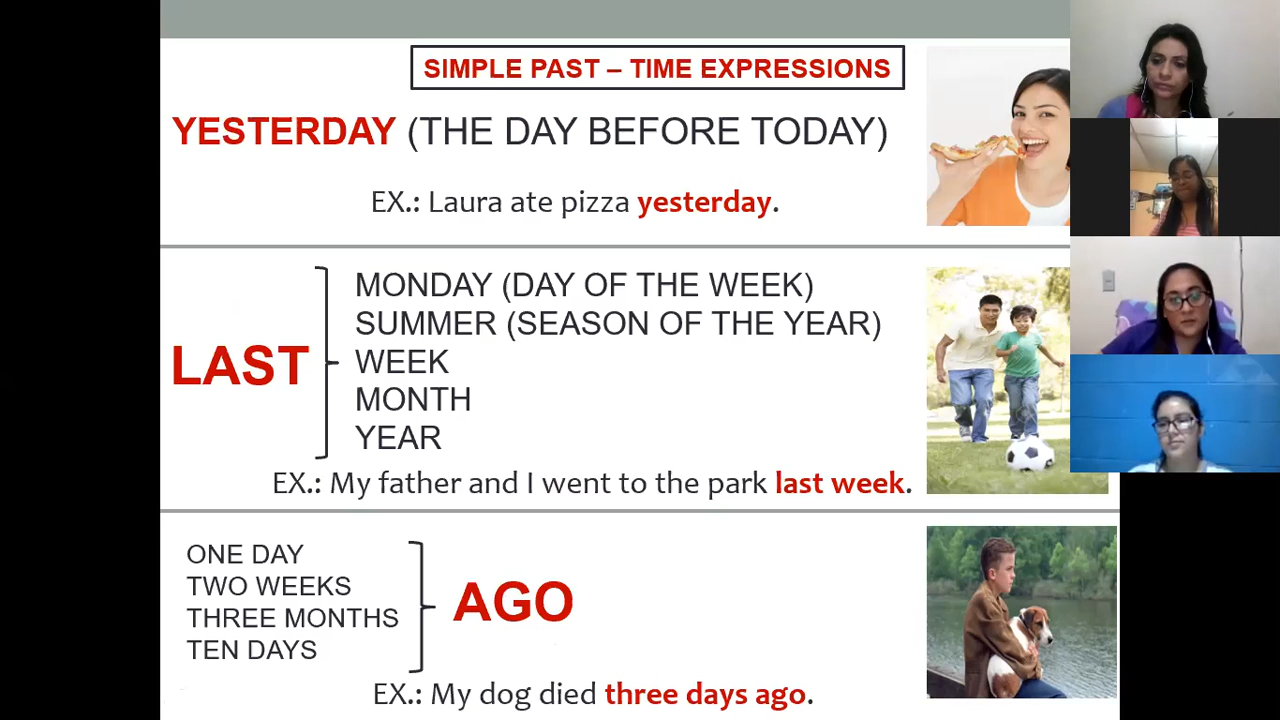 SIMPLE PAST – TIME EXPRESSIONS
YESTERDAY (THE DAY BEFORE TODAY)
EX.: Laura ate pizza yesterday.
LAST
MONDAY (DAY OF THE WEEK)
SUMMER (SEASON OF THE YEAR)
WEEK
MONTH
YEAR
EX.: My father and I went to the park last week.
ONE DAY
TWO WEEKS
THREE MONTHS
TEN DAYS
AGO
EX.: My dog died three days ago.